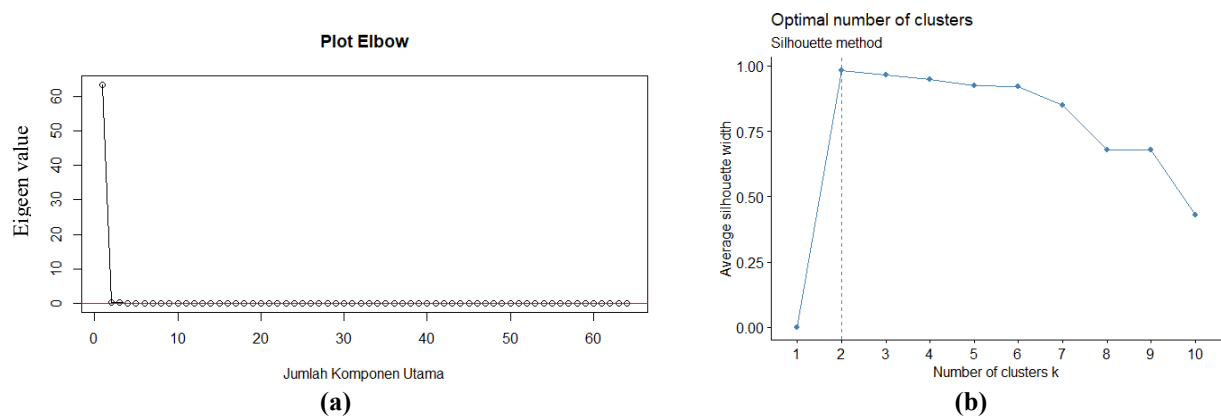 Plot Elbow
Eigeen value
60
50
40
30
20
10
0
0 10 20 30 40 50 60
Jumlah Komponen Utama
(a)
Optimal number of clusters
Silhouette method
Average silhouette width
1.00
0.75
0.50
0.25
0.00
1 2 3 4 5 6 7 8 9 10
Number of clusters k
(b)